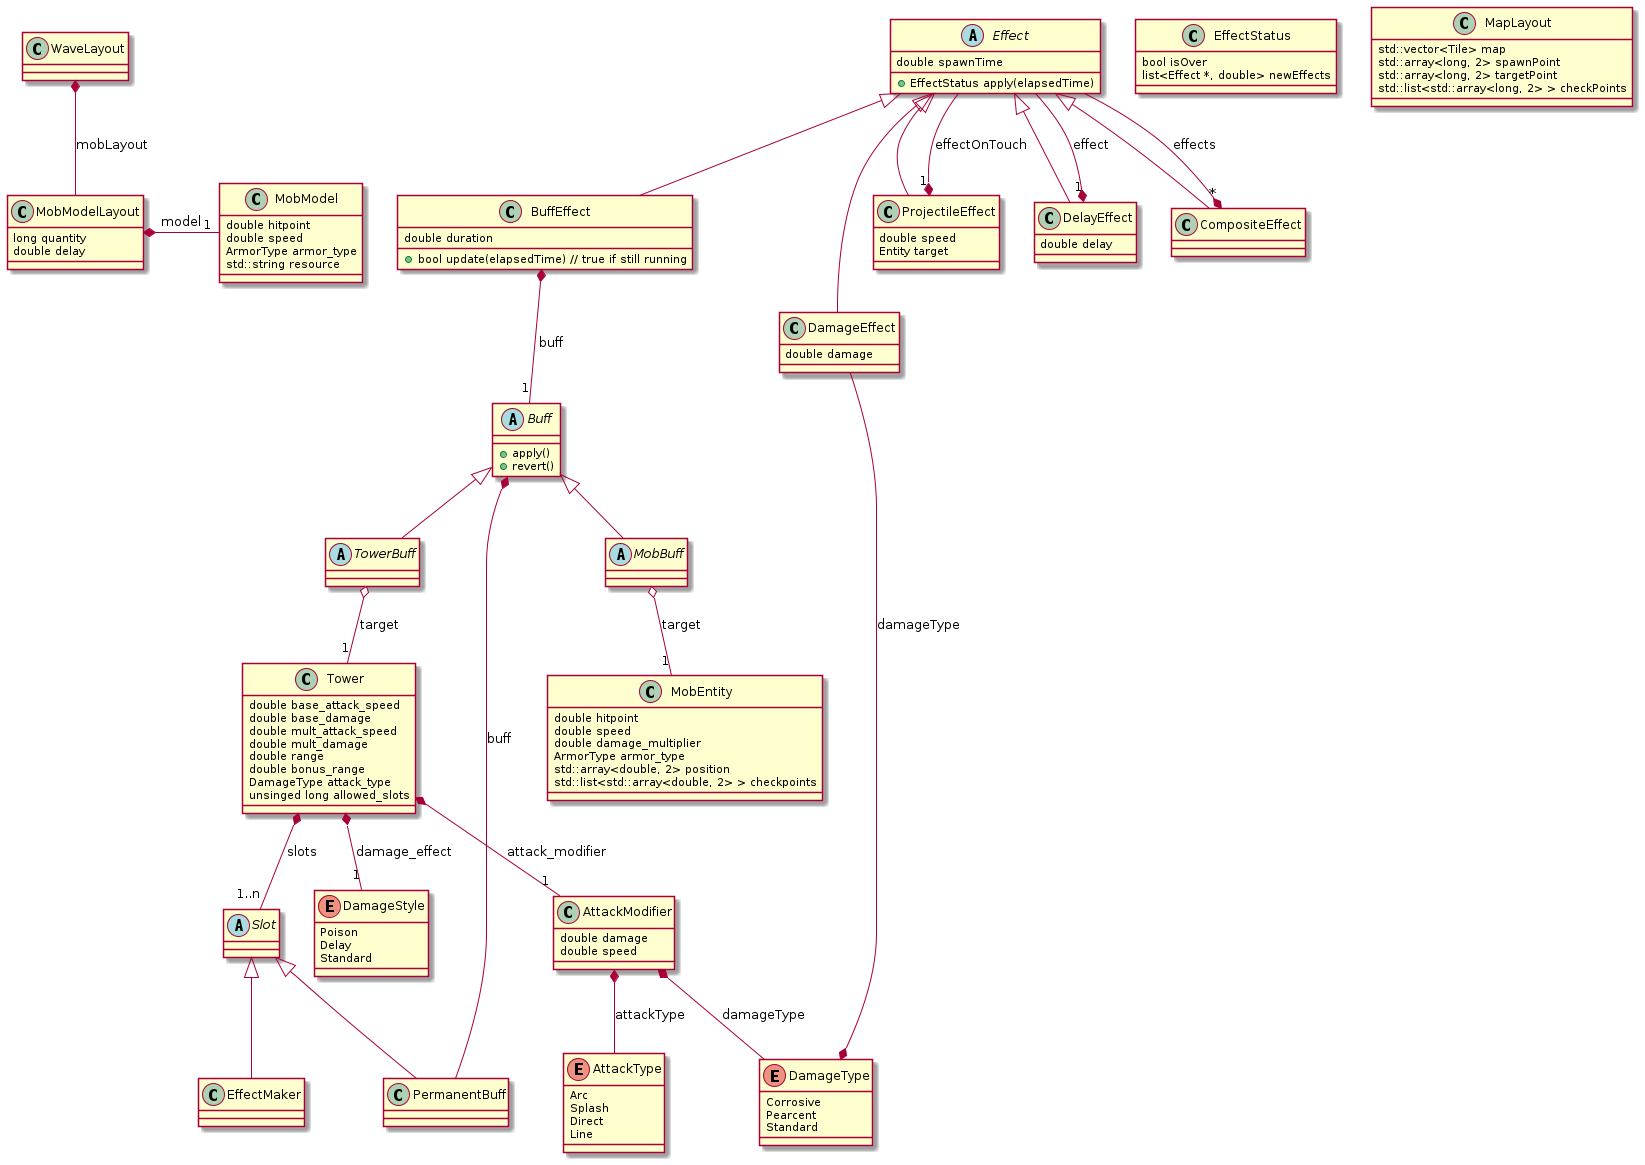 C WaveLayout
mobLayout
C MobModelLayout
long quantity
double delay
model 1
C MobModel
double hitpoint
double speed
ArmorType armor_type
std::string resource
A Effect
double spawnTime
EffectStatus apply(elapsedTime)
C EffectStatus
bool isOver
list<Effect *, double> newEffects
C MapLayout
std::vector<Tile> map
std::array<long, 2> spawnPoint
std::array<long, 2> targetPoint
std::list<std::array<long, 2> > checkPoints
effectOnTouch
1
effect
1
effects
*
C BuffEffect
double duration
bool update(elapsedTime) // true if still running
C ProjectileEffect
double speed
Entity target
C DelayEffect
double delay
C CompositeEffect
C DamageEffect
double damage
buff
1
A Buff
apply()
revert()
A TowerBuff
A MobBuff
target
1
target
1
damageType
C Tower
double base_attack_speed
double base_damage
double mult_attack_speed
double mult_damage
double range
double bonus_range
DamageType attack_type
unsinged long allowed_slots
C MobEntity
double hitpoint
double speed
double damage_multiplier
ArmorType armor_type
std::array<double, 2> position
std::list<std::array<double, 2> > checkpoints
buff
slots
1..n
damage_effect
1
attack_modifier
1
A Slot
E DamageStyle
Poison
Delay
Standard
C AttackModifier
double damage
double speed
attackType
damageType
C EffectMaker
C PermanentBuff
E AttackType
Arc
Splash
Direct
Line
E DamageType
Corrosive
Pearcent
Standard